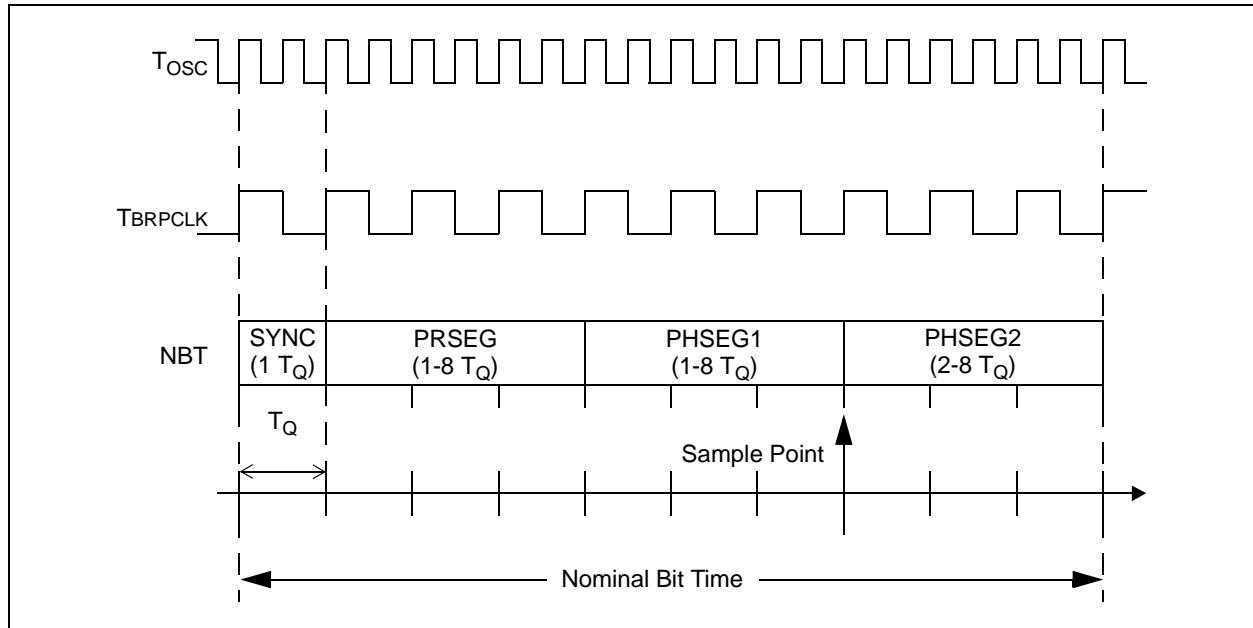 TOSC
TBRPCLK
NBT
SYNC
(1 TQ)
PRSEG
(1-8 TQ)
PHSEG1
(1-8 TQ)
PHSEG2
(2-8 TQ)
TQ
Sample Point
Nominal Bit Time